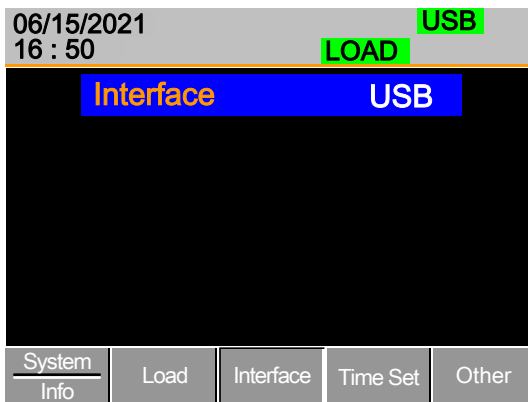 06/15/2021 USB
16 : 50 LOAD
Interface USB
System Load Interface Time Set Other
Info